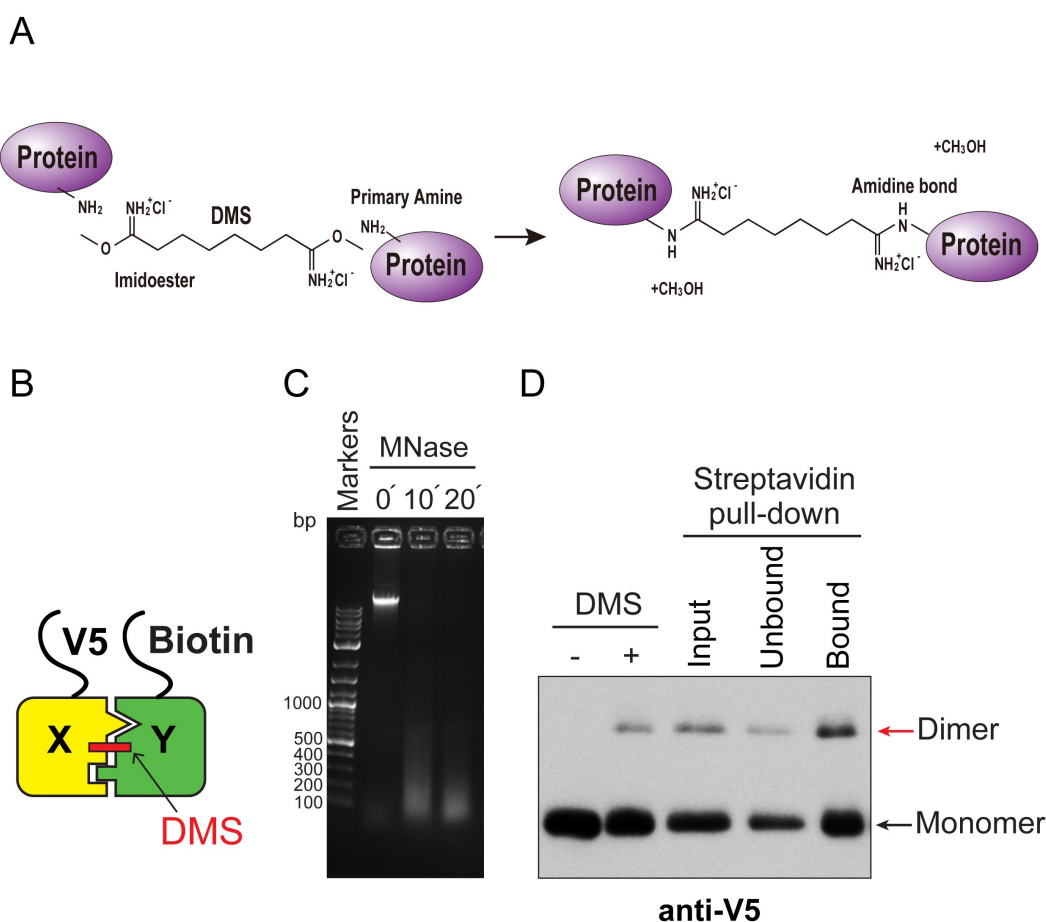 A
Protein
NH₂
NH₂⁺Cl⁻
DMS
O
Imidoester
Primary Amine
NH₂
O
NH₂⁺Cl⁻
Protein
Protein
NH₂⁺Cl⁻
N
H
+CH₃OH
+CH₃OH
Amidine bond
H
N
NH₂⁺Cl⁻
Protein
B
V5 Biotin
X Y
DMS
C
Markers
MNase
0´ 10´ 20´
bp
1000
500
400
300
200
100
D
Streptavidin
pull-down
DMS
- +
Input
Unbound
Bound
Dimer
Monomer
anti-V5